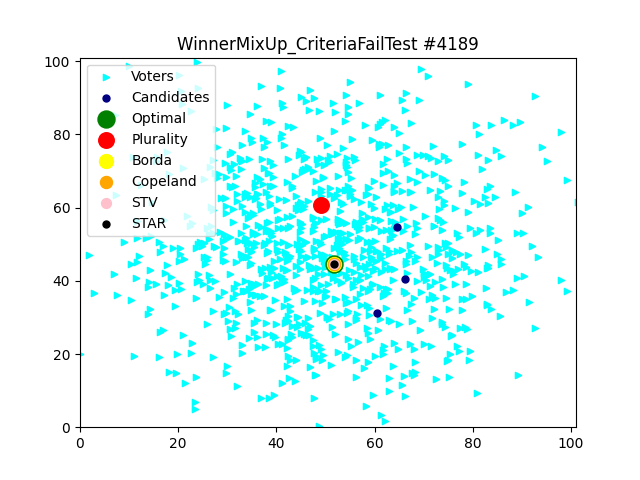 WinnerMixUp_CriteriaFailTest #4189
100
80
60
40
20
0
Voters
Candidates
Optimal
Plurality
Borda
Copeland
STV
STAR
0 20 40 60 80 100